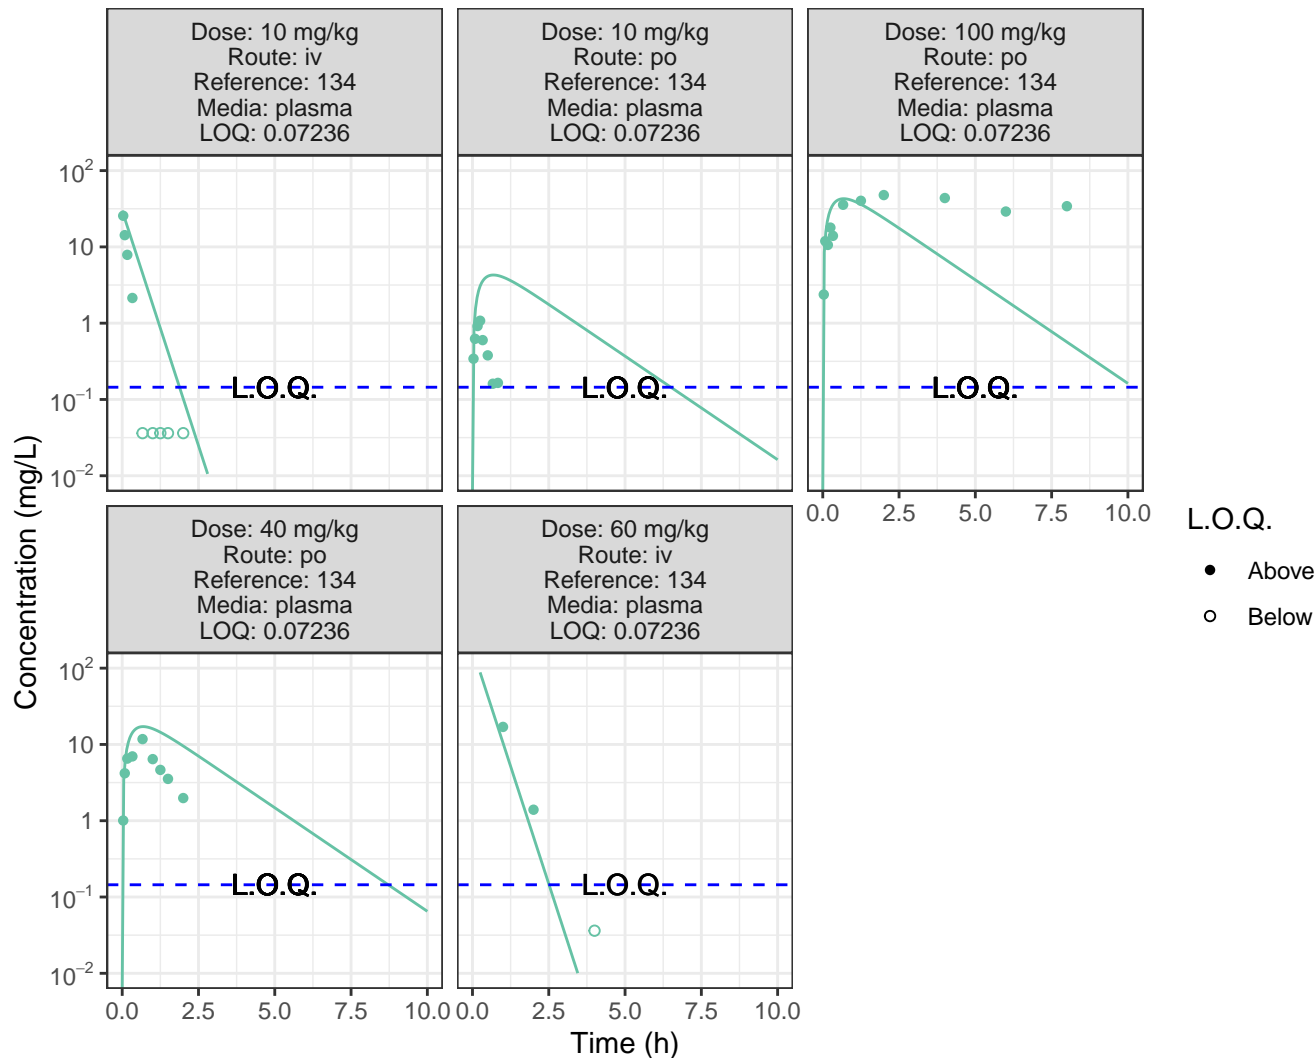 Dose: 10 mg/kg
Route: iv
Reference: 134
Media: plasma
LOQ: 0.07236
Dose: 10 mg/kg
Route: po
Reference: 134
Media: plasma
LOQ: 0.07236
Dose: 100 mg/kg
Route: po
Reference: 134
Media: plasma
LOQ: 0.07236
10²
10
1
10⁻¹
10⁻²
L.O.Q.
L.O.Q.
L.O.Q.
0.0 2.5 5.0 7.5 10.0
Dose: 40 mg/kg
Route: po
Reference: 134
Media: plasma
LOQ: 0.07236
Dose: 60 mg/kg
Route: iv
Reference: 134
Media: plasma
LOQ: 0.07236
10²
10
1
10⁻¹
10⁻²
L.O.Q.
L.O.Q.
0.0 2.5 5.0 7.5 10.0
0.0 2.5 5.0 7.5 10.0
Time (h)
Concentration (mg/L)
L.O.Q.
Above
Below